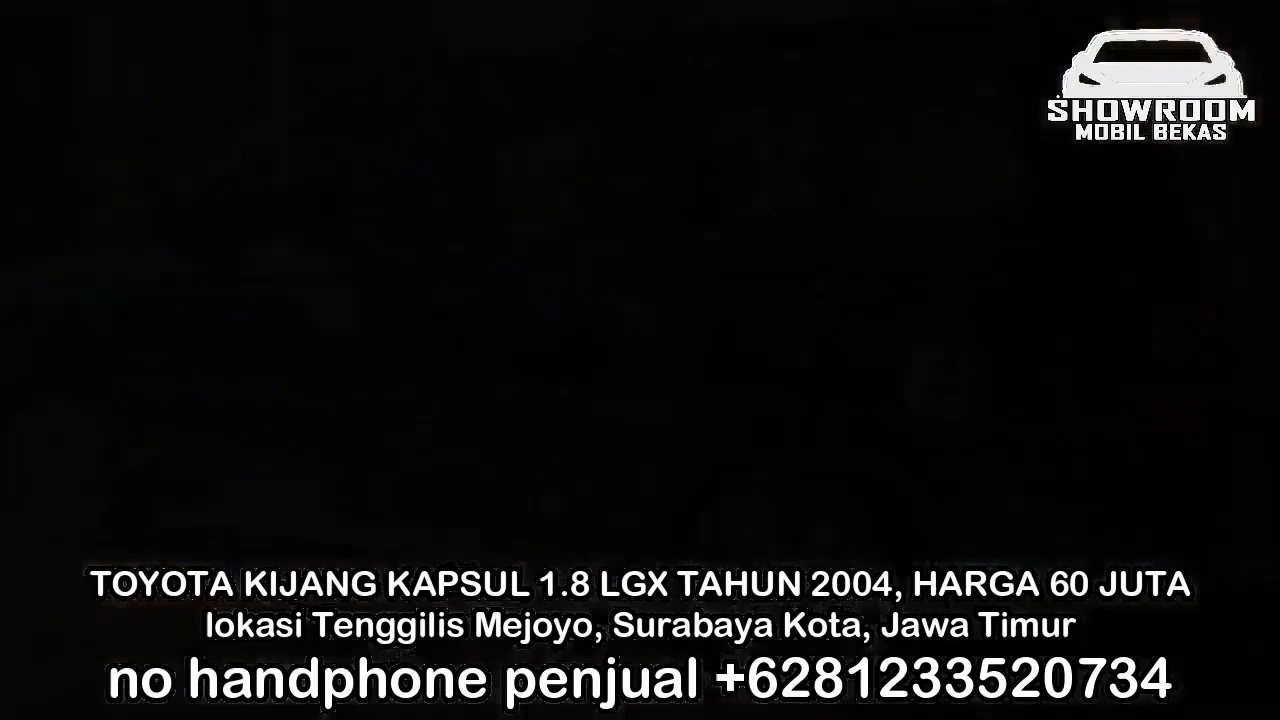 SHOWROOM
MOBIL BEKAS
TOYOTA KIJANG KAPSUL 1.8 LGX TAHUN 2004, HARGA 60 JUTA
lokasi Tenggilis Mejoyo, Surabaya Kota, Jawa Timur
no handphone penjual +6281233520734